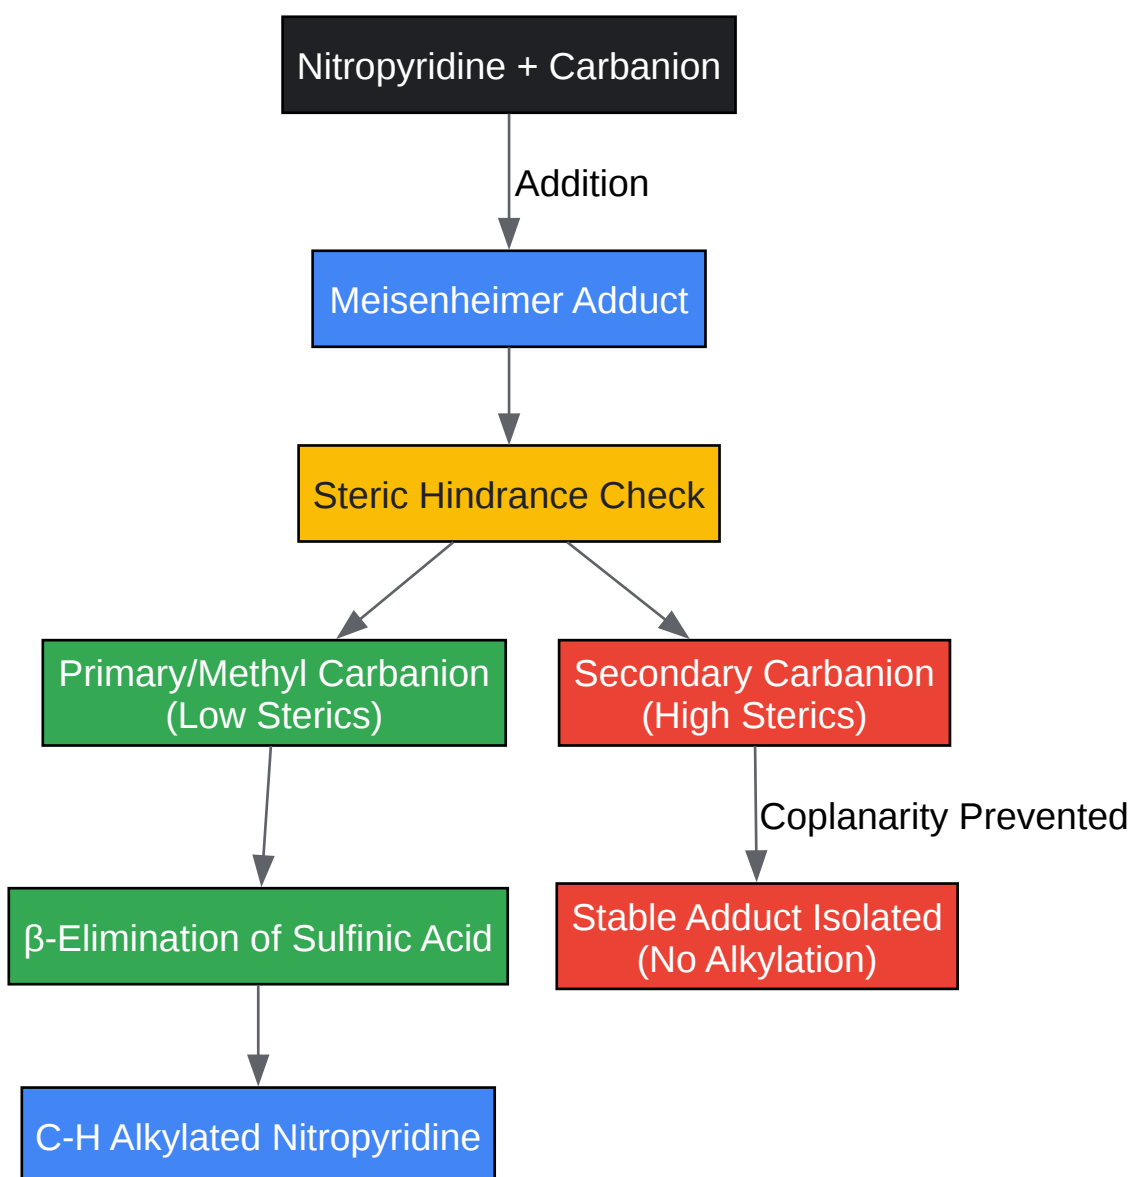 Nitropyridine + Carbanion
Addition
Meisenheimer Adduct
Steric Hindrance Check
Primary/Methyl Carbanion
(Low Sterics)
Secondary Carbanion
(High Sterics)
Coplanarity Prevented
β-Elimination of Sulfinic Acid
Stable Adduct Isolated
(No Alkylation)
C-H Alkylated Nitropyridine